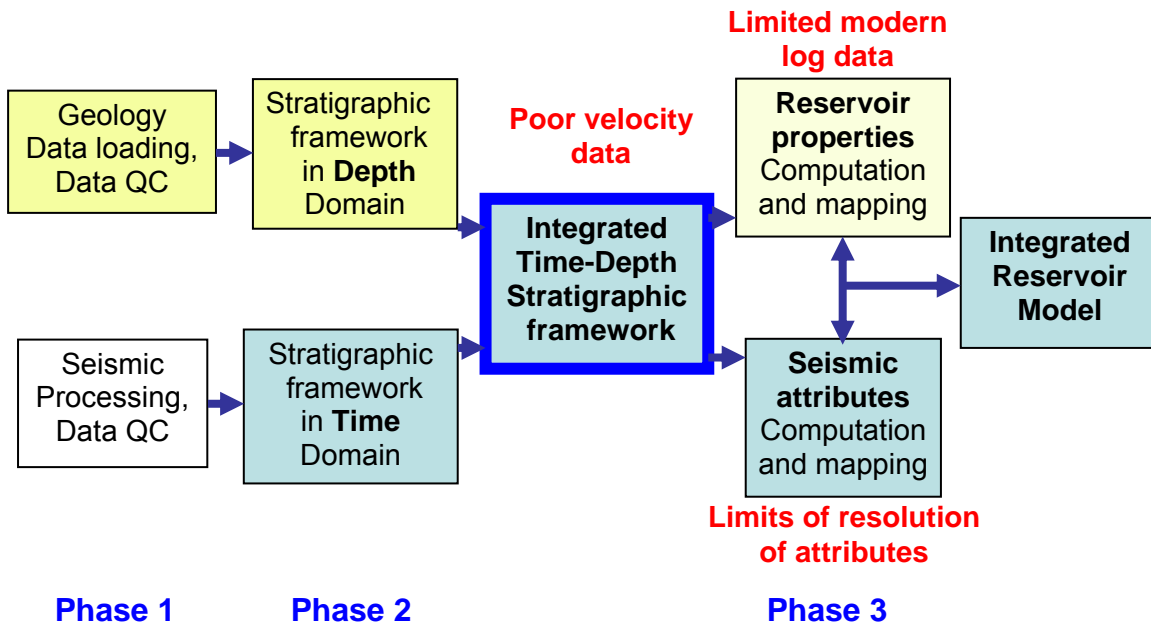 Geology
Data loading,
Data QC
Stratigraphic
framework
in Depth
Domain
Poor velocity
data
Limited modern
log data
Reservoir
properties
Computation
and mapping
Integrated
Time-Depth
Stratigraphic
framework
Integrated
Reservoir
Model
Seismic
Processing,
Data QC
Stratigraphic
framework
in Time
Domain
Seismic
attributes
Computation
and mapping
Limits of resolution
of attributes
Phase 1
Phase 2
Phase 3